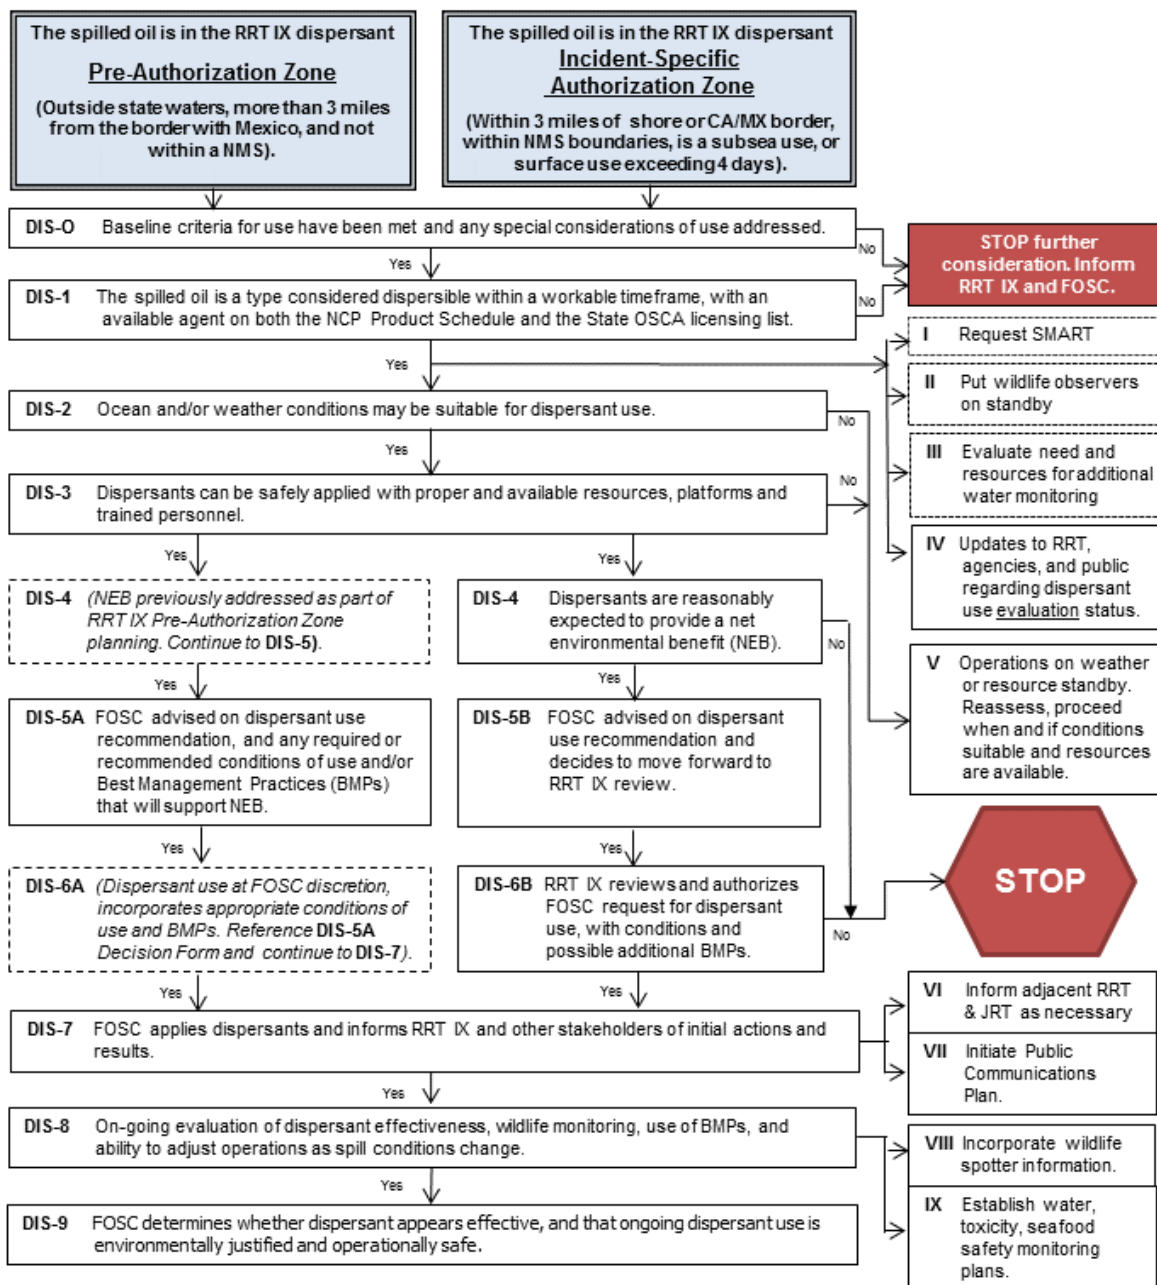 The spilled oil is in the RRT IX dispersant
Pre-Authorization Zone
(Outside state waters, more than 3 miles
from the border with Mexico, and not
within a NMS).
The spilled oil is in the RRT IX dispersant
Incident-Specific
Authorization Zone
(Within 3 miles of shore or CA/MX border,
within NMS boundaries, is a subsea use, or
surface use exceeding 4 days).
DIS-O Baseline criteria for use have been met and any special considerations of use addressed.
No
Yes
STOP further
consideration. Inform
RRT IX and FOSC.
DIS-1 The spilled oil is a type considered dispersible within a workable timeframe, with an
available agent on both the NCP Product Schedule and the State OSCA licensing list.
No
Yes
I Request SMART
II Put wildlife observers
on standby
III Evaluate need and
resources for additional
water monitoring
IV Updates to RRT,
agencies, and public
regarding dispersant
use evaluation status.
DIS-2 Ocean and/or weather conditions may be suitable for dispersant use.
No
Yes
DIS-3 Dispersants can be safely applied with proper and available resources, platforms and
trained personnel.
No
Yes
Yes
V Operations on weather
or resource standby.
Reassess, proceed
when and if conditions
suitable and resources
are available.
DIS-4 (NEB previously addressed as part of
RRT IX Pre-Authorization Zone
planning. Continue to DIS-5).
Yes
DIS-4 Dispersants are reasonably
expected to provide a net
environmental benefit (NEB).
No
Yes
DIS-5A FOSC advised on dispersant use
recommendation, and any required or
recommended conditions of use and/or
Best Management Practices (BMPs)
that will support NEB.
Yes
DIS-5B FOSC advised on dispersant
use recommendation and
decides to move forward to
RRT IX review.
Yes
DIS-6A (Dispersant use at FOSC discretion,
incorporates appropriate conditions of
use and BMPs. Reference DIS-5A
Decision Form and continue to DIS-7).
Yes
DIS-6B RRT IX reviews and authorizes
FOSC request for dispersant
use, with conditions and
possible additional BMPs.
No
Yes
STOP
DIS-7 FOSC applies dispersants and informs RRT IX and other stakeholders of initial actions and
results.
Yes
VI Inform adjacent RRT
& JRT as necessary
VII Initiate Public
Communications
Plan.
DIS-8 On-going evaluation of dispersant effectiveness, wildlife monitoring, use of BMPs, and
ability to adjust operations as spill conditions change.
Yes
VIII Incorporate wildlife
spotter information.
IX Establish water,
toxicity, seafood
safety monitoring
plans.
DIS-9 FOSC determines whether dispersant appears effective, and that ongoing dispersant use is
environmentally justified and operationally safe.